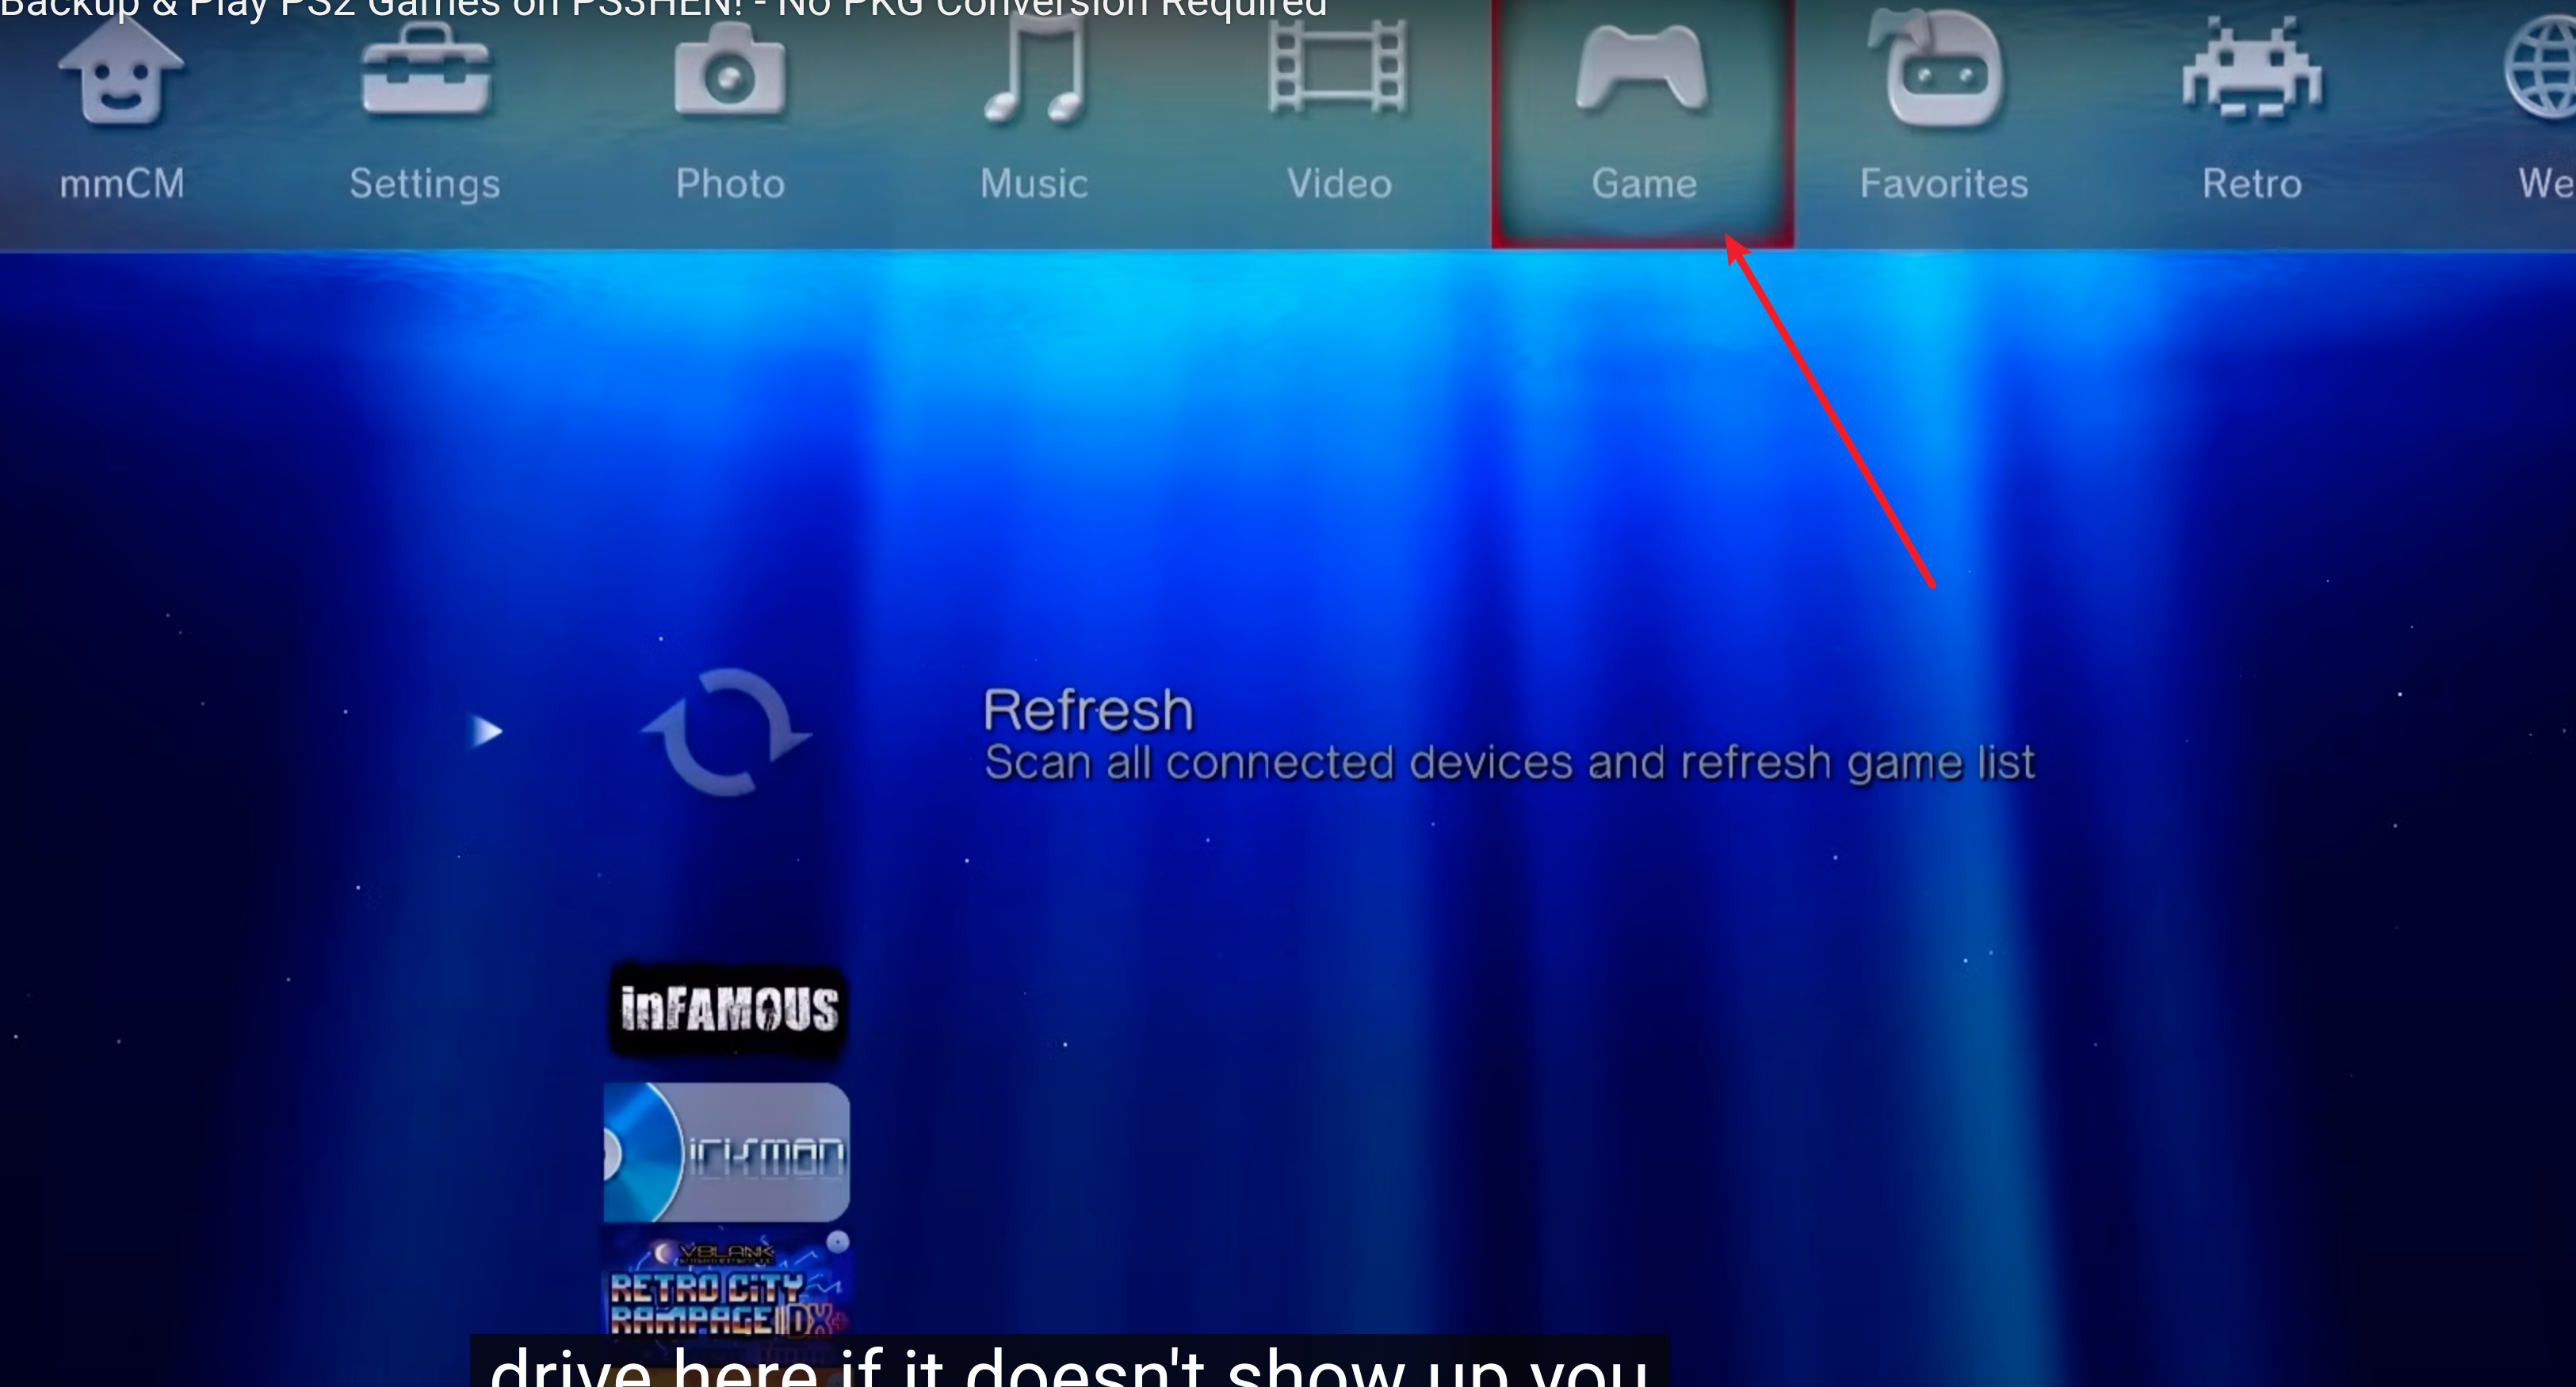 Backup & Play PS2 Games on PS3HEN! - No PKG Conversion Required
mmCM
Settings
Photo
Music
Video
Game
Favorites
Retro
We
Refresh
Scan all connected devices and refresh game list
inFAMOUS
irisman
VBLANK
RETRO CITY
RAMPAGE DX+
drive here if it doesn't show up you